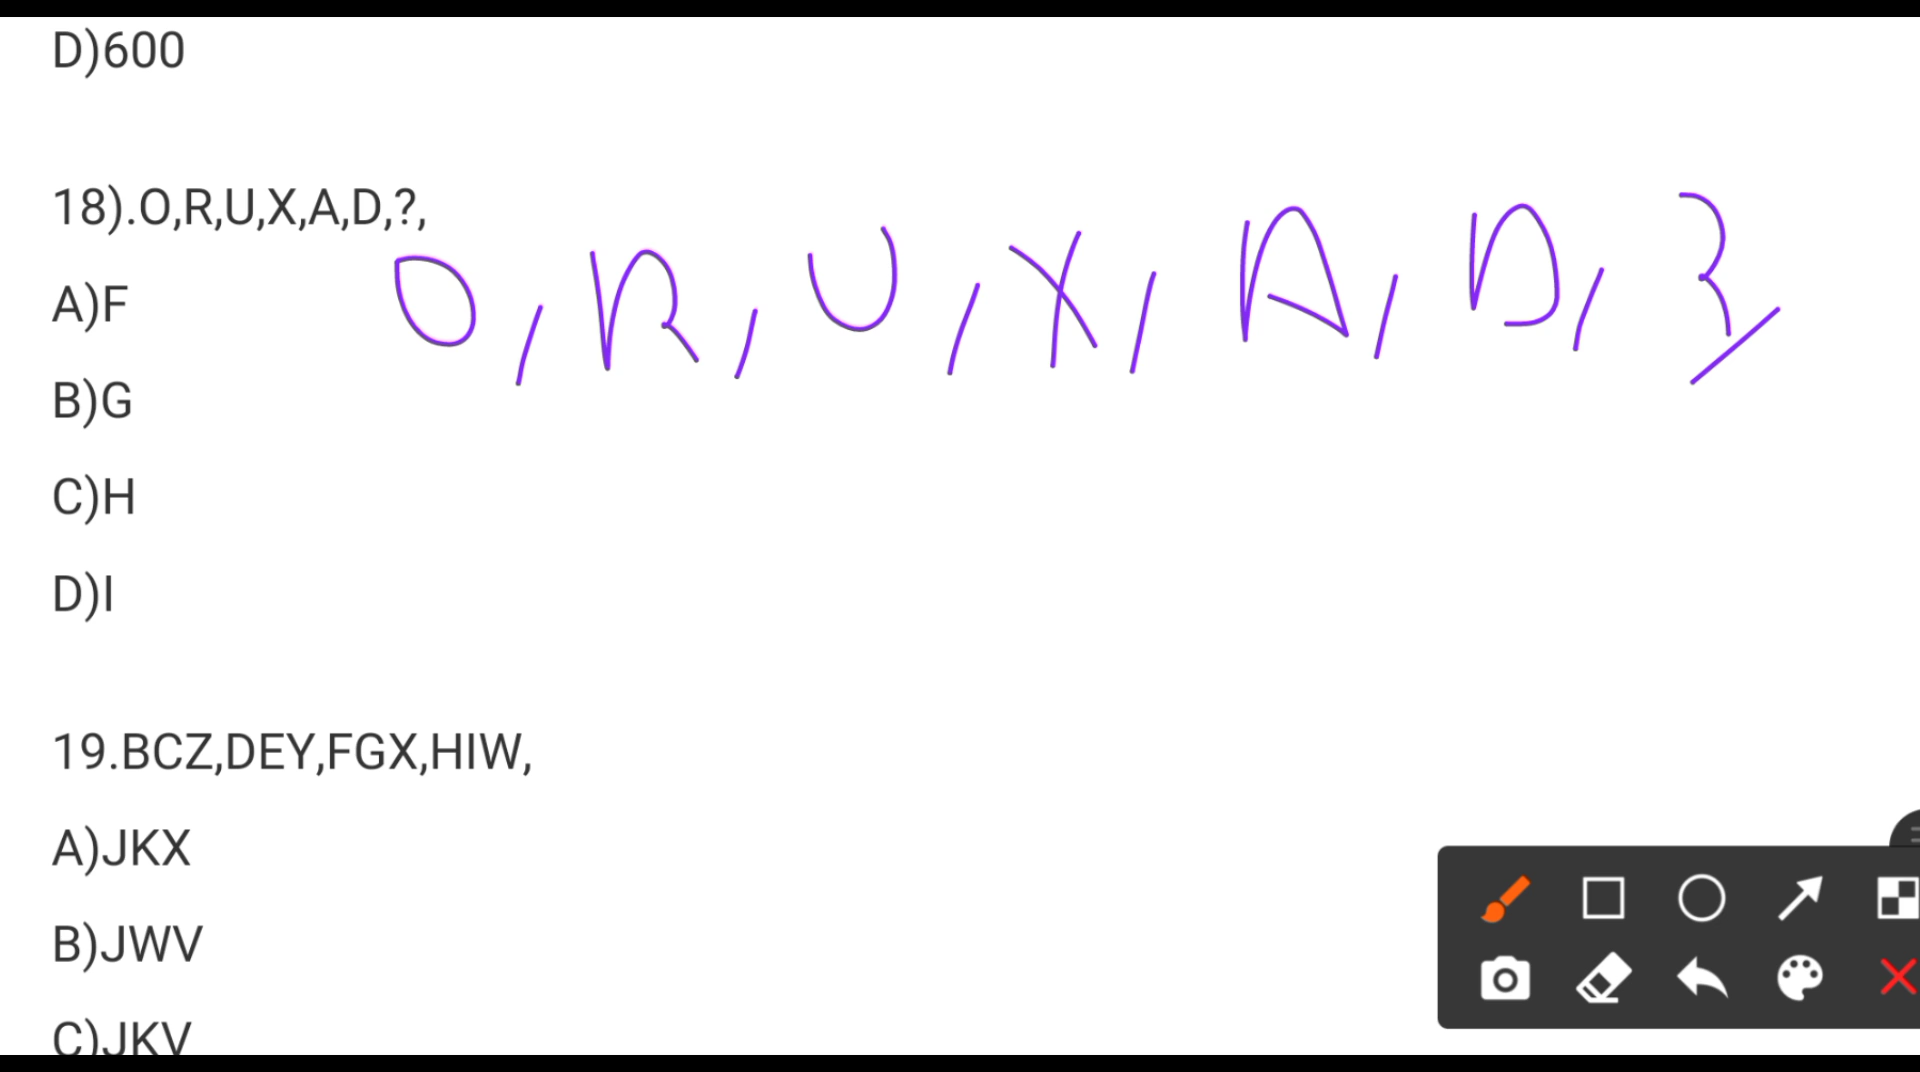 D)600
18).O,R,U,X,A,D,?,
O, R, U, X, A, D, ?
A)F
B)G
C)H
D)I
19.BCZ,DEY,FGX,HIW,
A)JKX
B)JWV
C)JKV